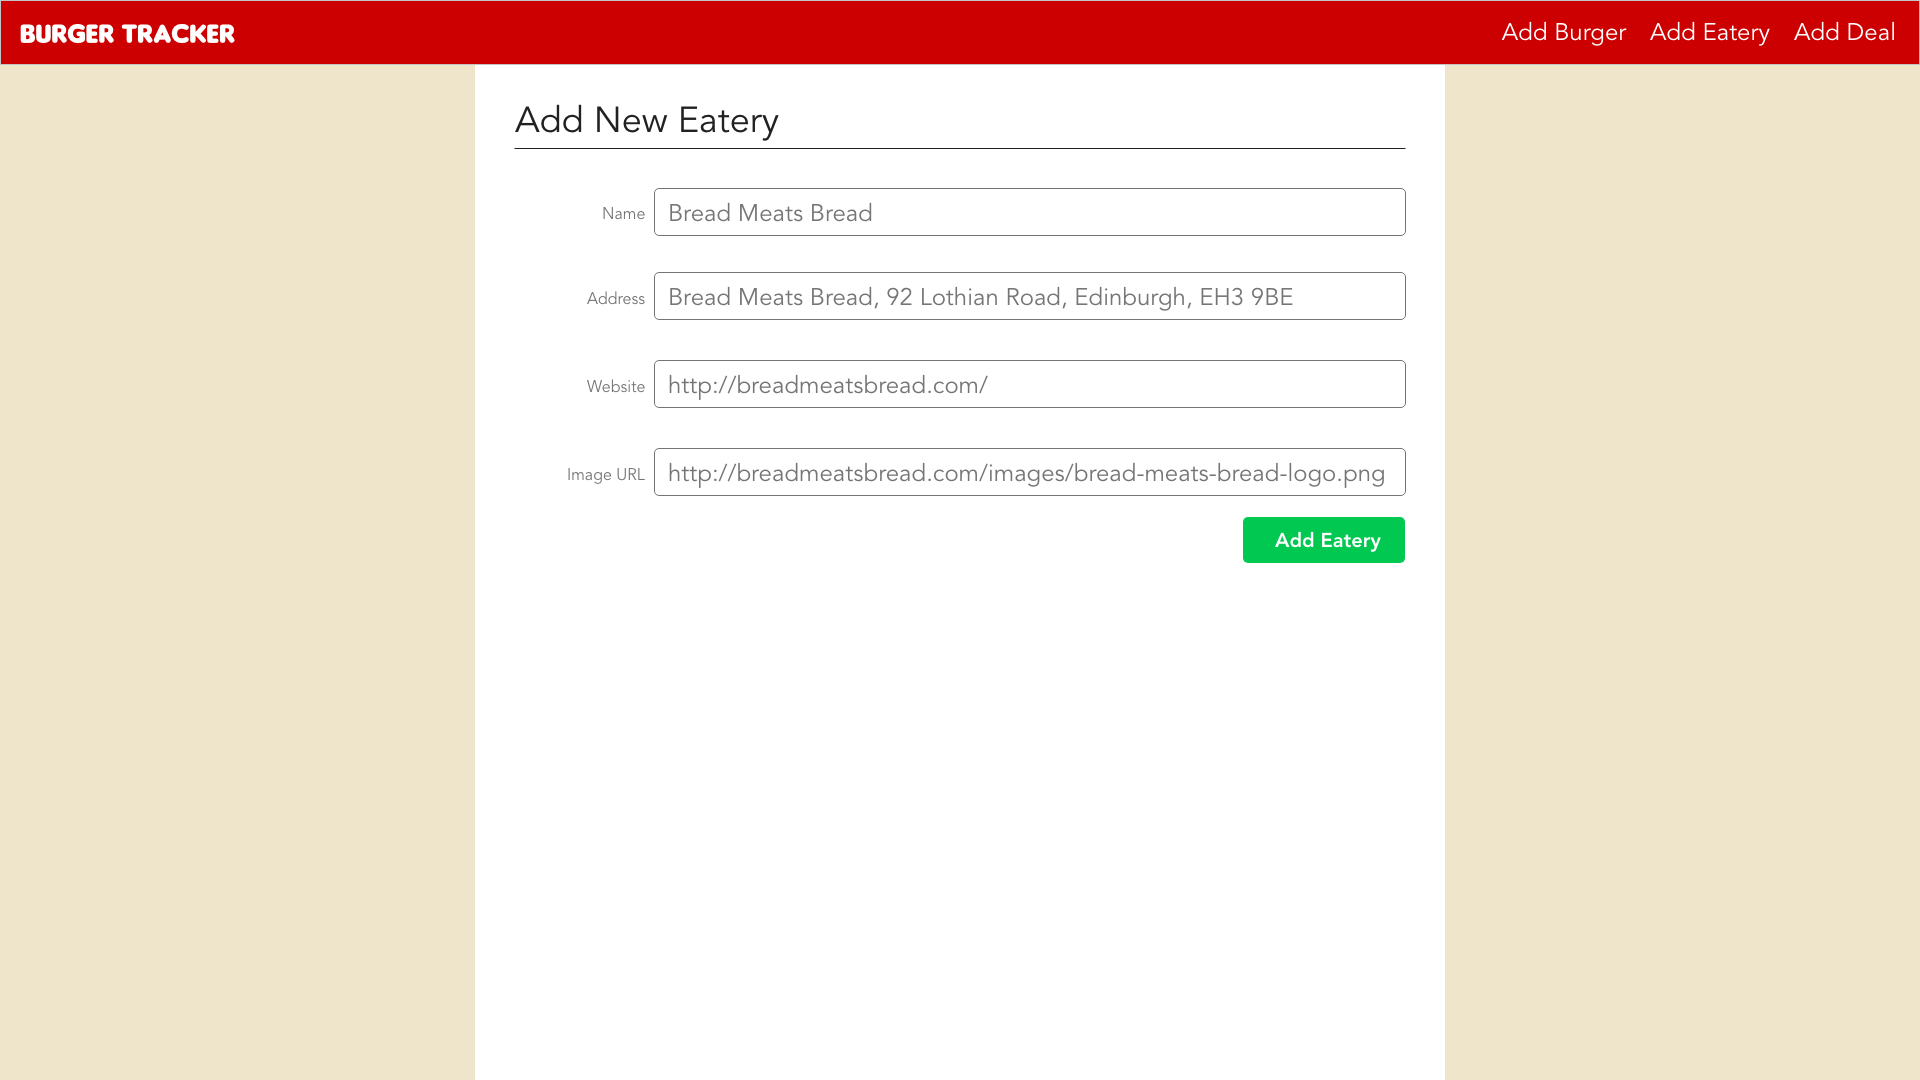 BURGER TRACKER
Add Burger Add Eatery Add Deal
Add New Eatery
Name Bread Meats Bread
Address Bread Meats Bread, 92 Lothian Road, Edinburgh, EH3 9BE
Website http://breadmeatsbread.com/
Image URL http://breadmeatsbread.com/images/bread-meats-bread-logo.png
Add Eatery